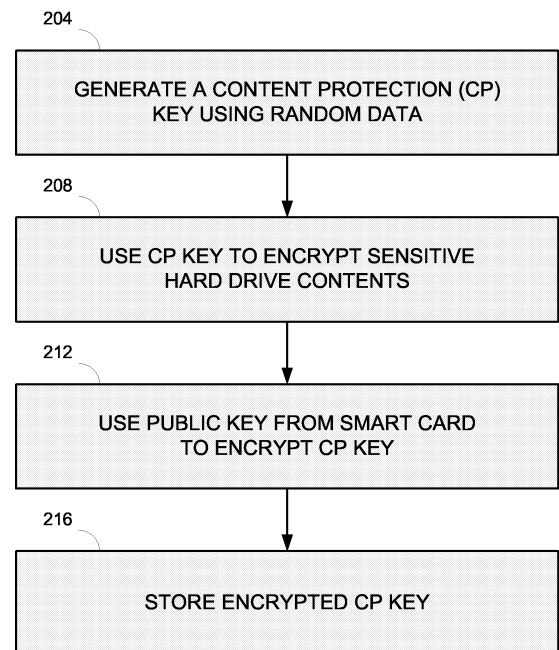 204
GENERATE A CONTENT PROTECTION (CP)
KEY USING RANDOM DATA
208
USE CP KEY TO ENCRYPT SENSITIVE
HARD DRIVE CONTENTS
212
USE PUBLIC KEY FROM SMART CARD
TO ENCRYPT CP KEY
216
STORE ENCRYPTED CP KEY